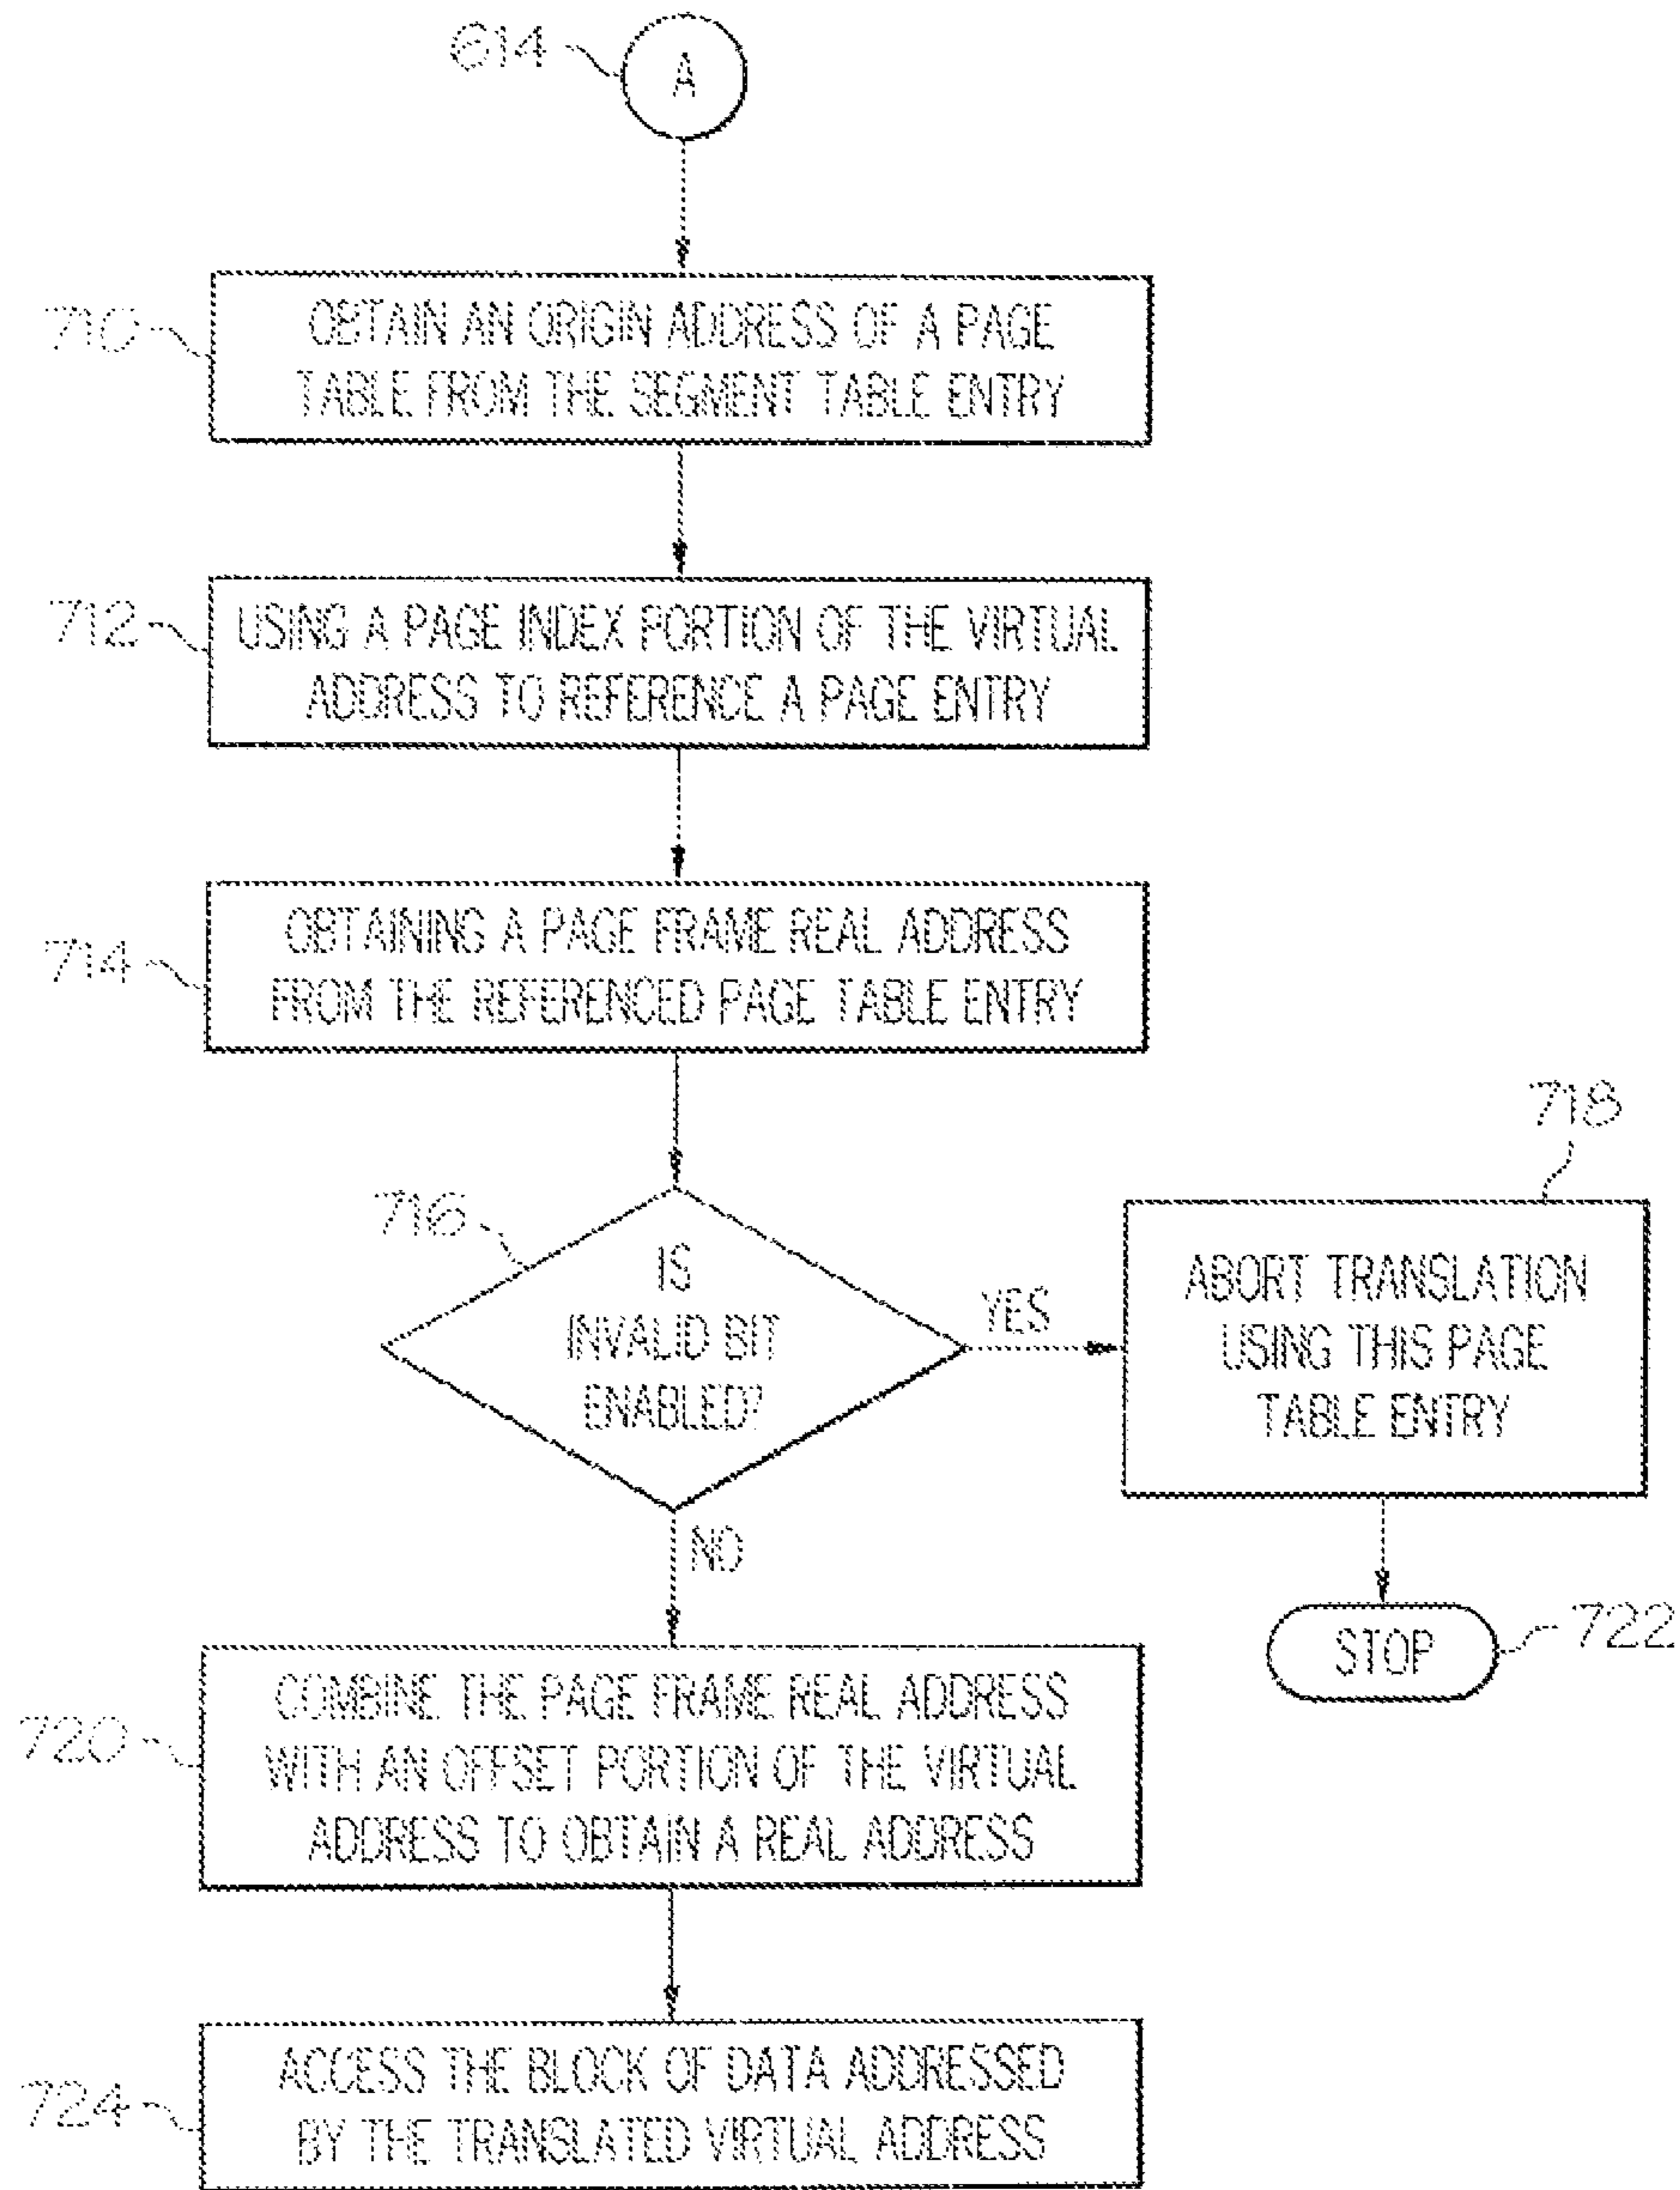 614
A
710
OBTAIN AN ORIGIN ADDRESS OF A PAGE
TABLE FROM THE SEGMENT TABLE ENTRY
712
USING A PAGE INDEX PORTION OF THE VIRTUAL
ADDRESS TO REFERENCE A PAGE ENTRY
714
OBTAINING A PAGE FRAME REAL ADDRESS
FROM THE REFERENCED PAGE TABLE ENTRY
716
IS
INVALID BIT
ENABLED?
YES
718
ABORT TRANSLATION
USING THIS PAGE
TABLE ENTRY
NO
STOP
722
720
COMBINE THE PAGE FRAME REAL ADDRESS
WITH AN OFFSET PORTION OF THE VIRTUAL
ADDRESS TO OBTAIN A REAL ADDRESS
724
ACCESS THE BLOCK OF DATA ADDRESSED
BY THE TRANSLATED VIRTUAL ADDRESS